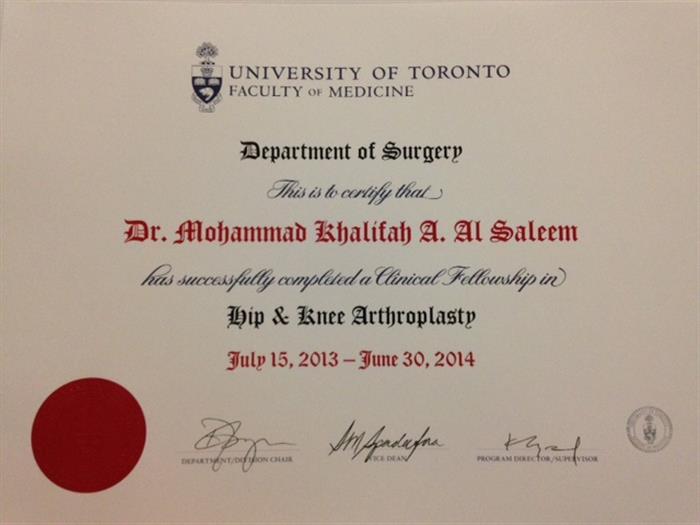 UNIVERSITY OF TORONTO
FACULTY OF MEDICINE
Department of Surgery
This is to certify that
Dr. Mohammad Khalifah A. Al Saleem
has successfully completed a Clinical Fellowship in
Hip & Knee Arthroplasty
July 15, 2013 – June 30, 2014
DEPARTMENT/DIVISION CHAIR
VICE DEAN
PROGRAM DIRECTOR/SUPERVISOR